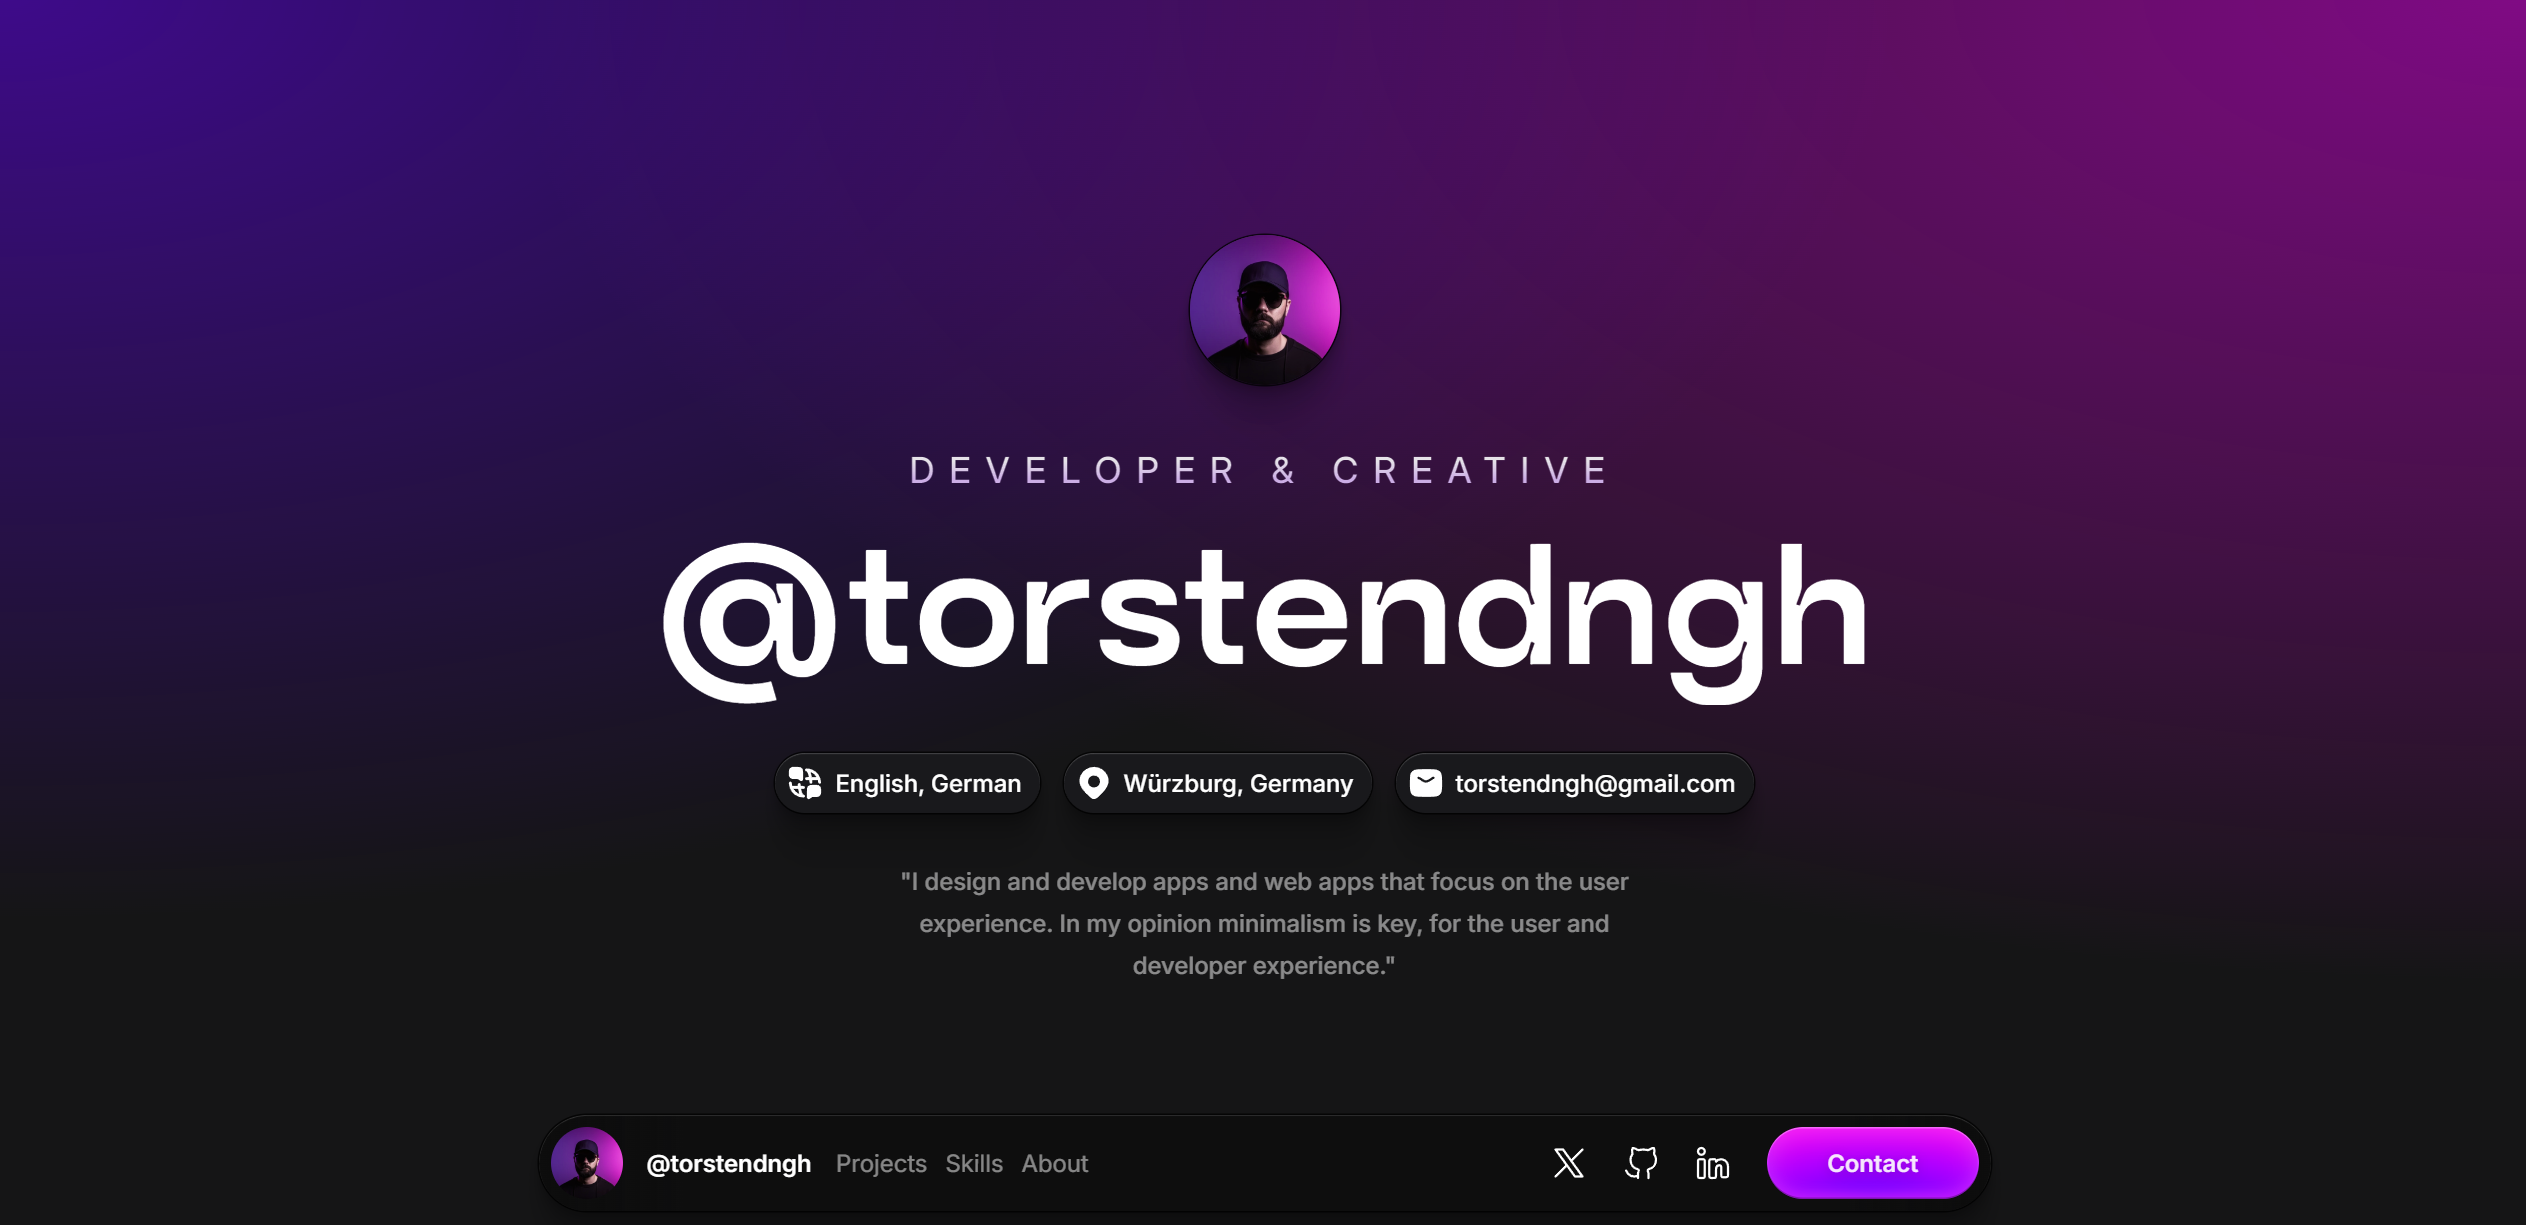 DEVELOPER & CREATIVE
@torstendngh
English, German
Würzburg, Germany
torstendngh@gmail.com
"I design and develop apps and web apps that focus on the user
experience. In my opinion minimalism is key, for the user and
developer experience."
@torstendngh Projects Skills About
Contact